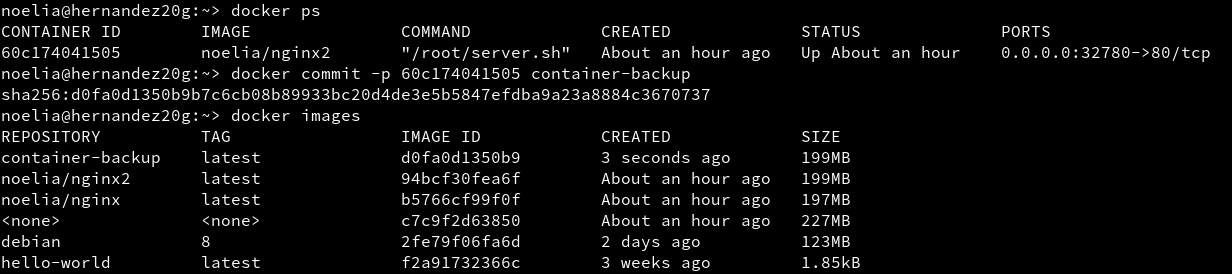 noelia@hernandez20g:~> docker ps
CONTAINER ID        IMAGE               COMMAND             CREATED             STATUS              PORTS
60c174041505        noelia/nginx2       "/root/server.sh"   About an hour ago   Up About an hour    0.0.0.0:32780->80/tcp
noelia@hernandez20g:~> docker commit -p 60c174041505 container-backup
sha256:d0fa0d1350b9b7c6cb08b89933bc20d4de3e5b5847efdba9a23a8884c3670737
noelia@hernandez20g:~> docker images
REPOSITORY          TAG                 IMAGE ID            CREATED             SIZE
container-backup    latest              d0fa0d1350b9        3 seconds ago       199MB
noelia/nginx2       latest              94bcf30fea6f        About an hour ago   199MB
noelia/nginx        latest              b5766cf99f0f        About an hour ago   197MB
<none>              <none>              c7c9f2d63850        About an hour ago   227MB
debian              8                   2fe79f06fa6d        2 days ago          123MB
hello-world         latest              f2a91732366c        3 weeks ago         1.85kB